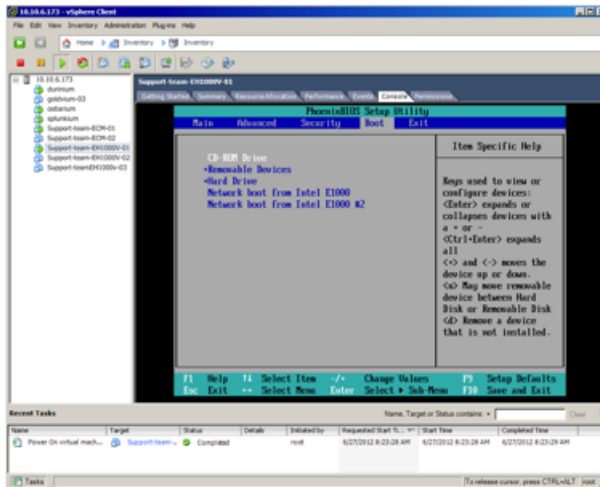 10.10.6.173 - vSphere Client
File Edit View Inventory Administration Plug-ins Help
Home Inventory Inventory
10.10.6.173
durinium
goldvium-03
ostiarium
splunkium
Support-team-ECM-01
Support-team-ECM-02
Support-team-EH1000V-01
Support-team-EH1000V-02
Support-teamEH1000v-03
Support-team-EH1000V-01
Getting Started Summary Resource Allocation Performance Events Console Permissions
PhoenixBIOS Setup Utility
Main Advanced Security Boot Exit
CD-ROM Drive
+Removable Devices
+Hard Drive
Network boot from Intel E1000
Network boot from Intel E1000 #2
Item Specific Help
Keys used to view or
configure devices:
<Enter> expands or
collapses devices with
a + or -
<Ctrl+Enter> expands
all
<+> and <-> moves the
device up or down.
<n> May move removable
device between Hard
Disk or Removable Disk
<d> Remove a device
that is not installed.
F1 Help ↑↓ Select Item -/+ Change Values F9 Setup Defaults
Esc Exit ↔ Select Menu Enter Select ▶ Sub-Menu F10 Save and Exit
Recent Tasks
Name, Target or Status contains: Clear
Name Target Status Details Initiated by Requested Start Ti... Start Time Completed Time
Power On virtual mach... Support-team-... Completed root 6/27/2012 8:23:28 AM 6/27/2012 8:23:28 AM 6/27/2012 8:23:29 AM
Tasks To release cursor, press CTRL+ALT root